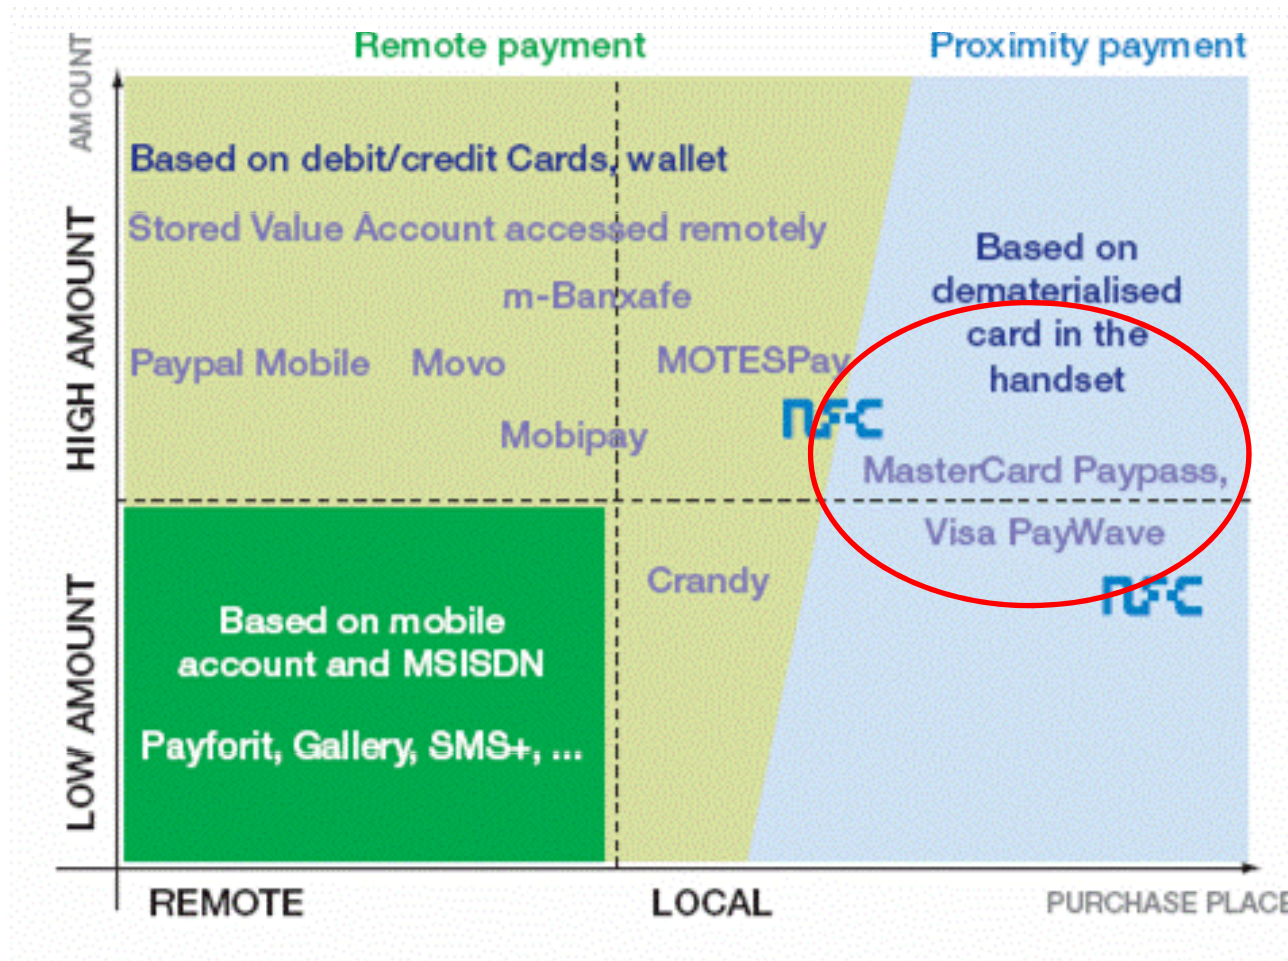 Remote payment
Proximity payment
AMOUNT
HIGH AMOUNT
LOW AMOUNT
Based on debit/credit Cards, wallet
Stored Value Account accessed remotely
m-Banxafe
Paypal Mobile
Movo
MOTESPay
Mobipay
NFC
Based on
dematerialised
card in the
handset
MasterCard Paypass,
Visa PayWave
NFC
Crandy
Based on mobile
account and MSISDN
Payforit, Gallery, SMS+, ...
REMOTE
LOCAL
PURCHASE PLACE